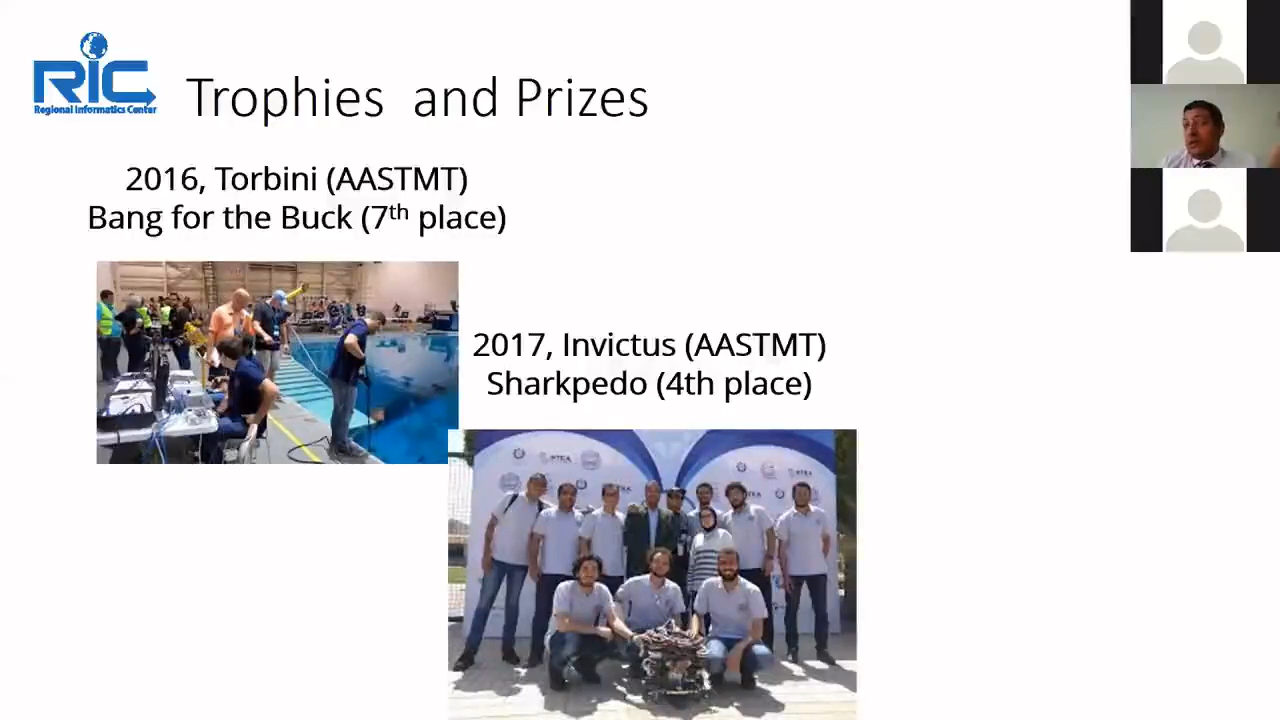 RIC
Regional Informatics Center
Trophies and Prizes
2016, Torbini (AASTMT)
Bang for the Buck (7th place)
2017, Invictus (AASTMT)
Sharkpedo (4th place)